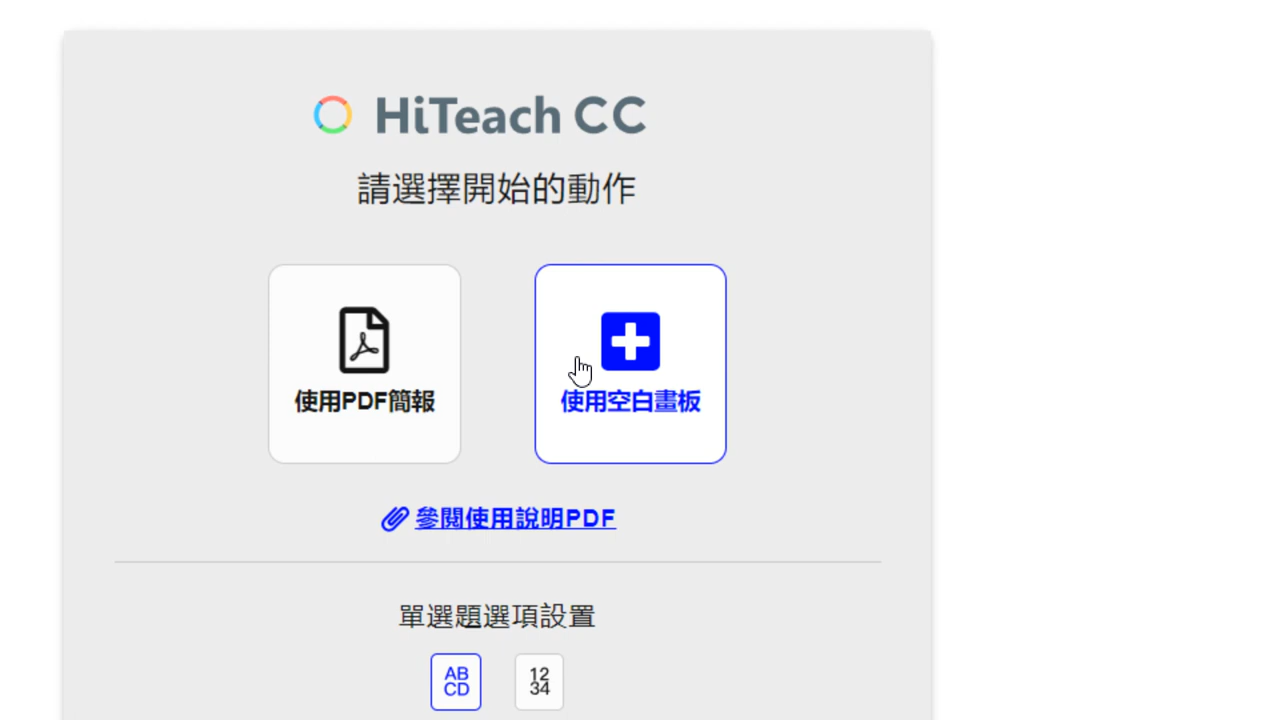 HiTeach CC
請選擇開始的動作
使用PDF簡報
使用空白畫板
參閱使用說明PDF
單選題選項設置
AB
CD
12
34